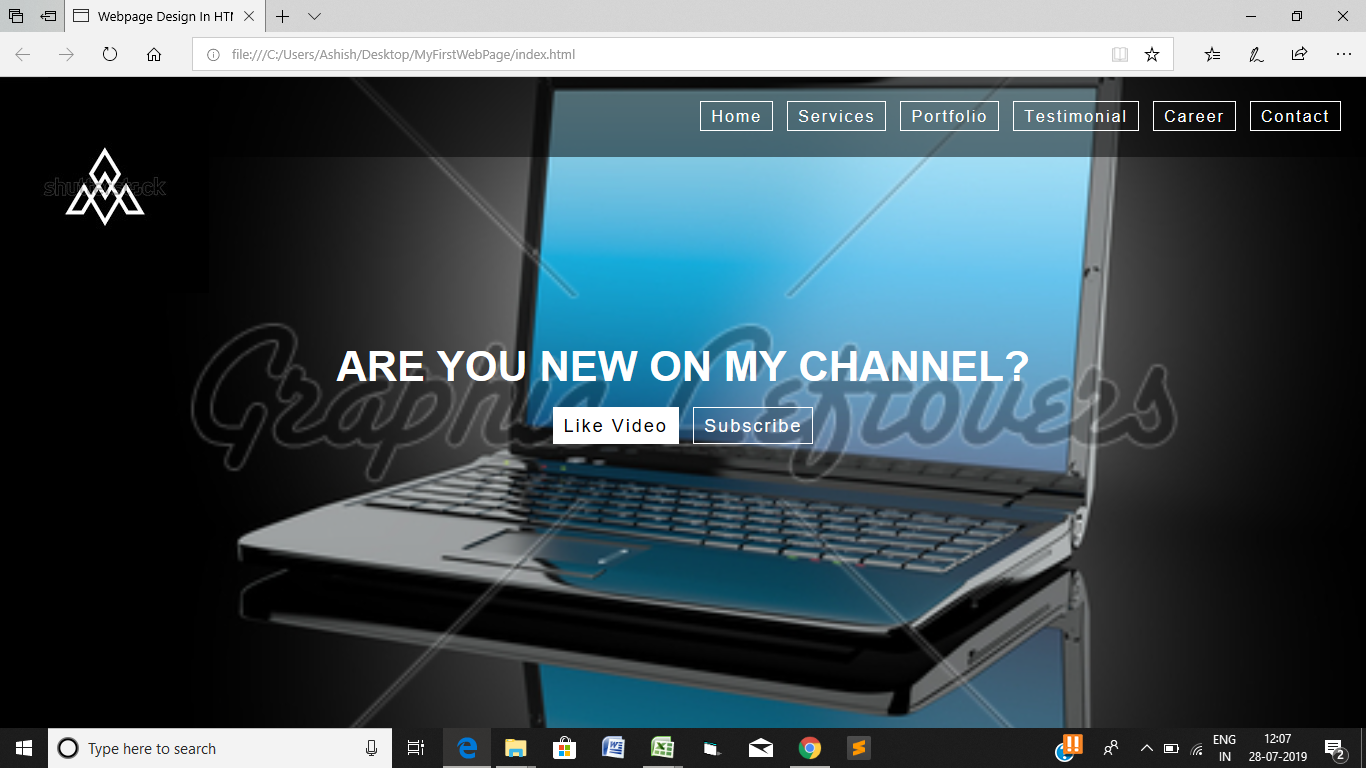 Webpage Design In HTM
file:///C:/Users/Ashish/Desktop/MyFirstWebPage/index.html
Home Services Portfolio Testimonial Career Contact
shutterstock
ARE YOU NEW ON MY CHANNEL?
Graphic Leftovers
Like Video Subscribe
Type here to search
ENG
IN
12:07
28-07-2019
2